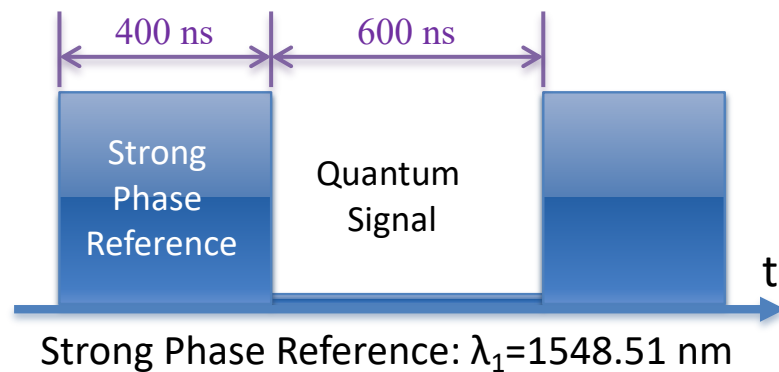 400 ns
600 ns
Strong
Phase
Reference
Quantum
Signal
t
Strong Phase Reference: λ₁=1548.51 nm